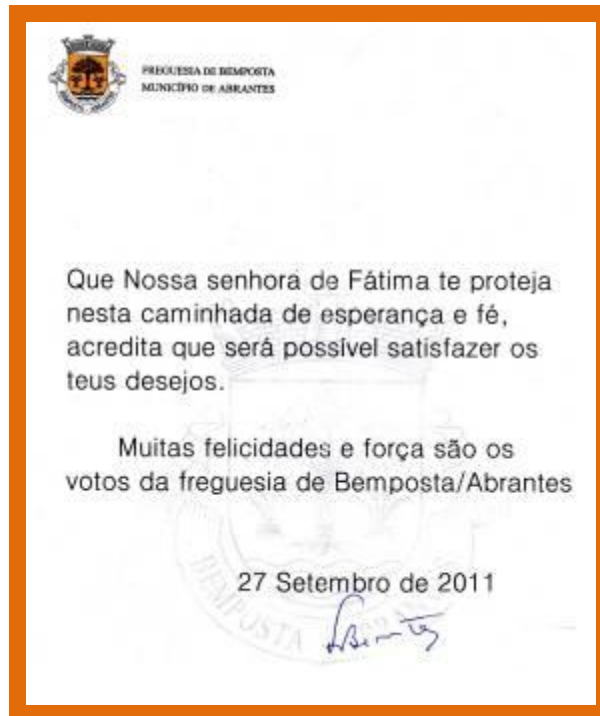 FREGUESIA DE BEMPOSTA
MUNICÍPIO DE ABRANTES
Que Nossa senhora de Fátima te proteja
nesta caminhada de esperança e fé,
acredita que será possível satisfazer os
teus desejos.
Muitas felicidades e força são os
votos da freguesia de Bemposta/Abrantes
27 Setembro de 2011
BEMPOSTA